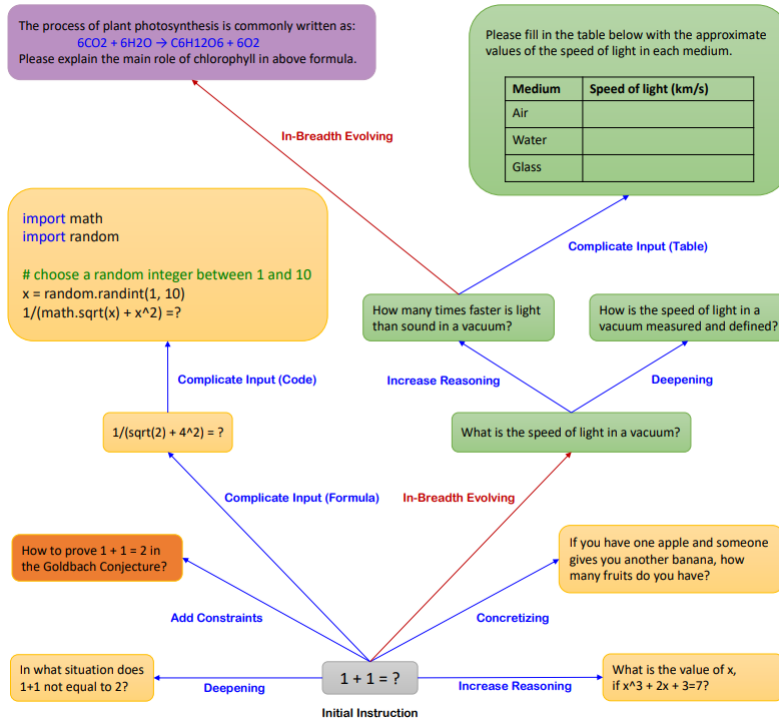 The process of plant photosynthesis is commonly written as:
6CO2 + 6H2O → C6H12O6 + 6O2
Please explain the main role of chlorophyll in above formula.
Please fill in the table below with the approximate
values of the speed of light in each medium.
Medium Speed of light (km/s)
Air
Water
Glass
In-Breadth Evolving
import math
import random
# choose a random integer between 1 and 10
x = random.randint(1, 10)
1/(math.sqrt(x) + x^2) =?
Complicate Input (Table)
How many times faster is light
than sound in a vacuum?
How is the speed of light in a
vacuum measured and defined?
Complicate Input (Code)
Increase Reasoning
Deepening
1/(sqrt(2) + 4^2) = ?
What is the speed of light in a vacuum?
Complicate Input (Formula)
In-Breadth Evolving
How to prove 1 + 1 = 2 in
the Goldbach Conjecture?
If you have one apple and someone
gives you another banana, how
many fruits do you have?
Add Constraints
Concretizing
In what situation does
1+1 not equal to 2?
Deepening
1 + 1 = ?
Increase Reasoning
What is the value of x,
if x^3 + 2x + 3=7?
Initial Instruction